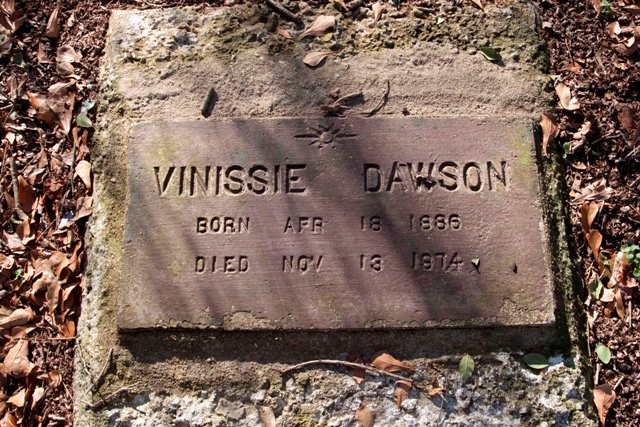 VINISSIE DAWSON
BORN APR 18 1886
DIED NOV 13 1974